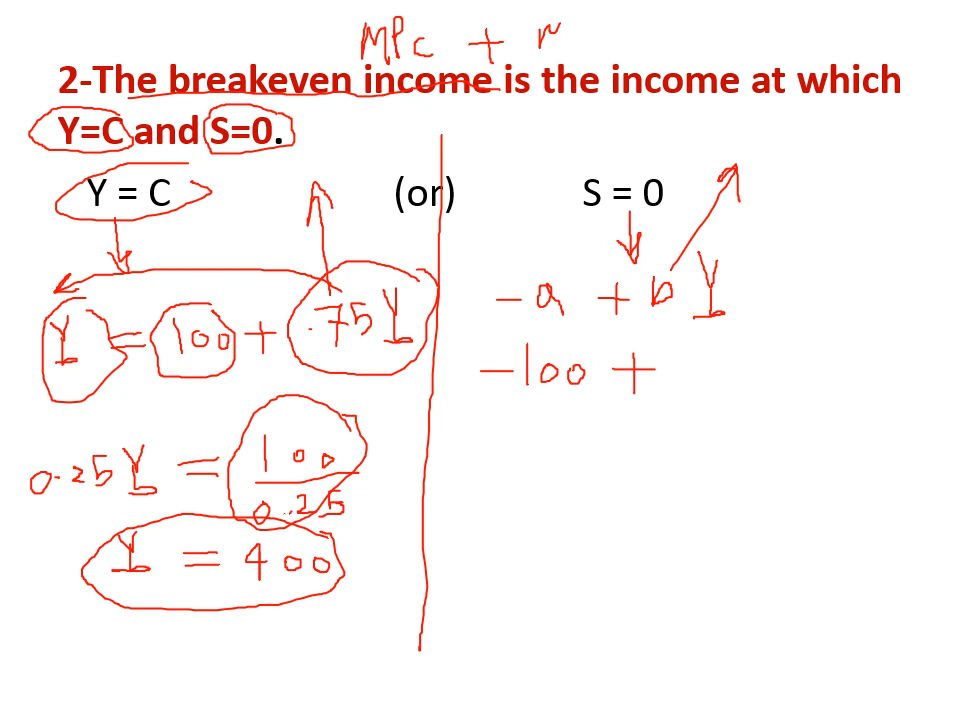 MPC + M
2-The breakeven income is the income at which
Y=C and S=0.
Y = C (or) S = 0
Y = 100 + .75Y
-a + bY
-100 +
0.25Y = 100
0.25
Y = 400